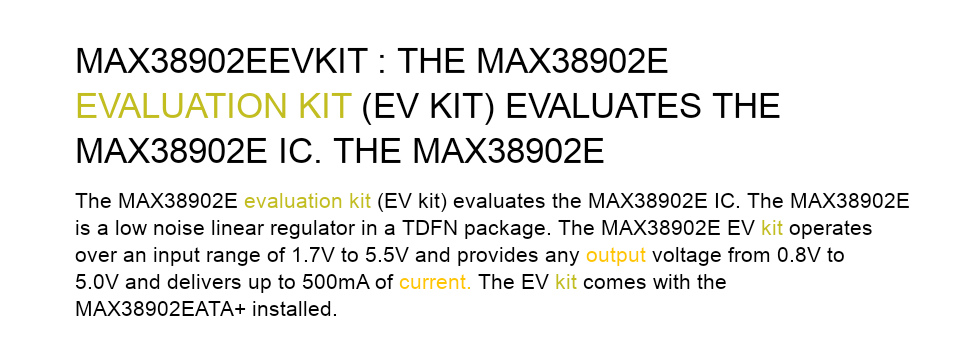 MAX38902EEVKIT : THE MAX38902E
EVALUATION KIT (EV KIT) EVALUATES THE
MAX38902E IC. THE MAX38902E
The MAX38902E evaluation kit (EV kit) evaluates the MAX38902E IC. The MAX38902E
is a low noise linear regulator in a TDFN package. The MAX38902E EV kit operates
over an input range of 1.7V to 5.5V and provides any output voltage from 0.8V to
5.0V and delivers up to 500mA of current. The EV kit comes with the
MAX38902EATA+ installed.